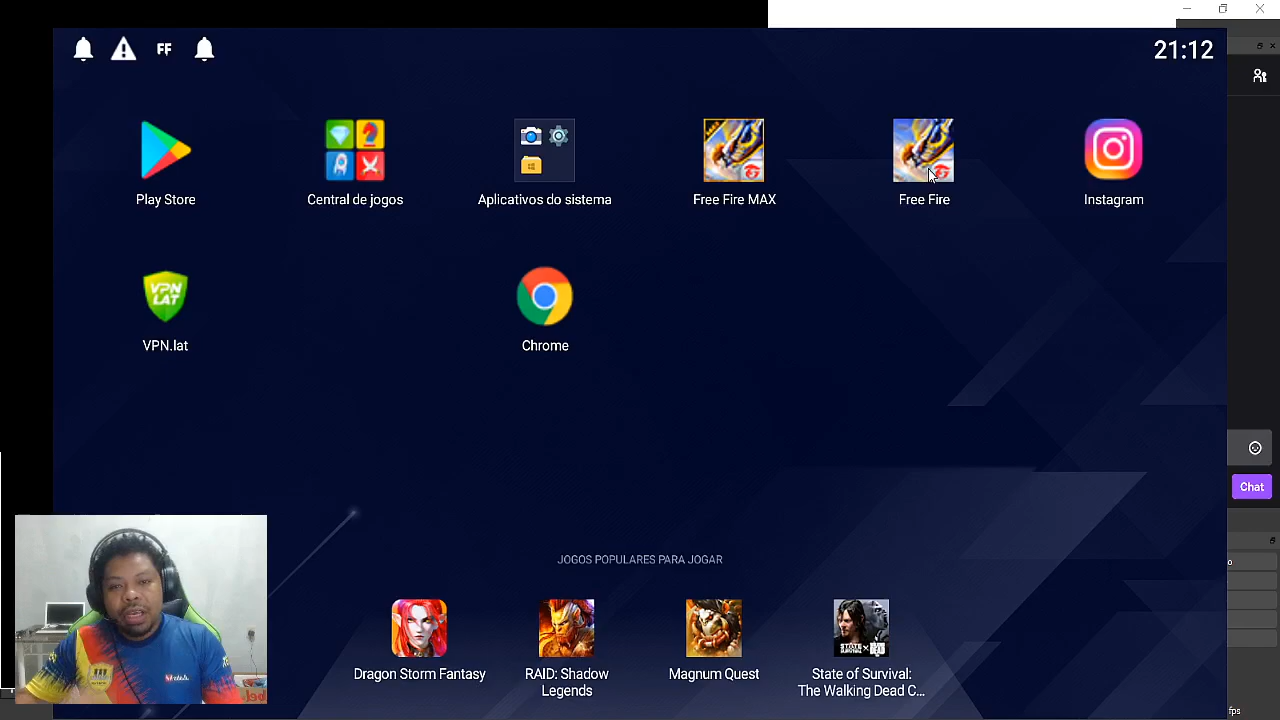 FF
21:12
Play Store
Central de jogos
Aplicativos do sistema
Free Fire MAX
Free Fire
Instagram
VPN LAT
VPN.lat
Chrome
Chat
JOGOS POPULARES PARA JOGAR
Dragon Storm Fantasy
RAID: Shadow
Legends
Magnum Quest
State of Survival:
The Walking Dead C...
fps